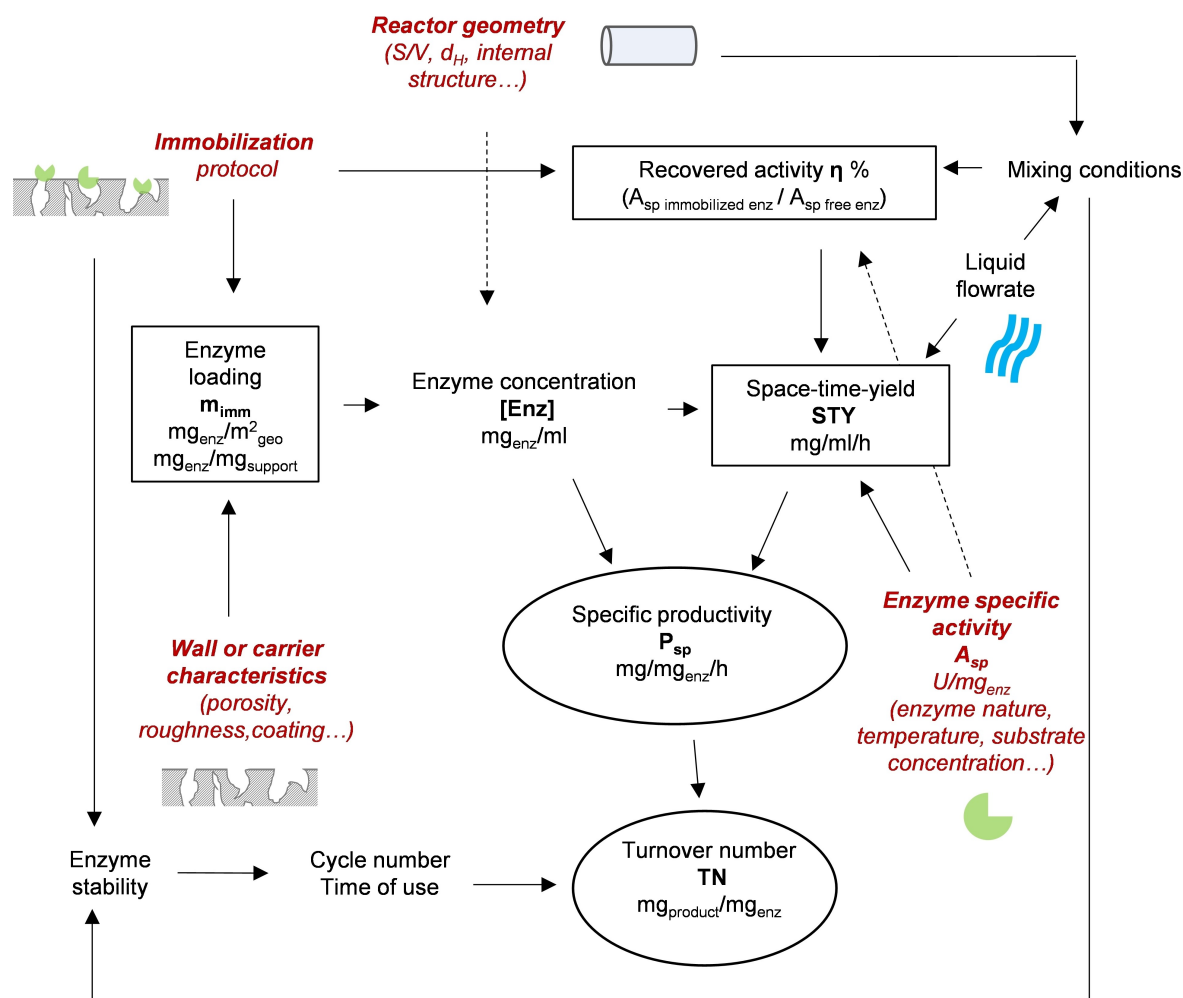 Reactor geometry
(S/V, dH, internal
structure…)
Immobilization
protocol
Recovered activity η %
(Asp immobilized enz / Asp free enz)
Mixing conditions
Liquid
flowrate
Enzyme
loading
mimm
mgenz/m2geo
mgenz/mgsupport
Enzyme concentration
[Enz]
mgenz/ml
Space-time-yield
STY
mg/ml/h
Specific productivity
Psp
mg/mgenz/h
Enzyme specific
activity
Asp
U/mgenz
(enzyme nature,
temperature, substrate
concentration…)
Wall or carrier
characteristics
(porosity,
roughness,coating…)
Enzyme
stability
Cycle number
Time of use
Turnover number
TN
mgproduct/mgenz